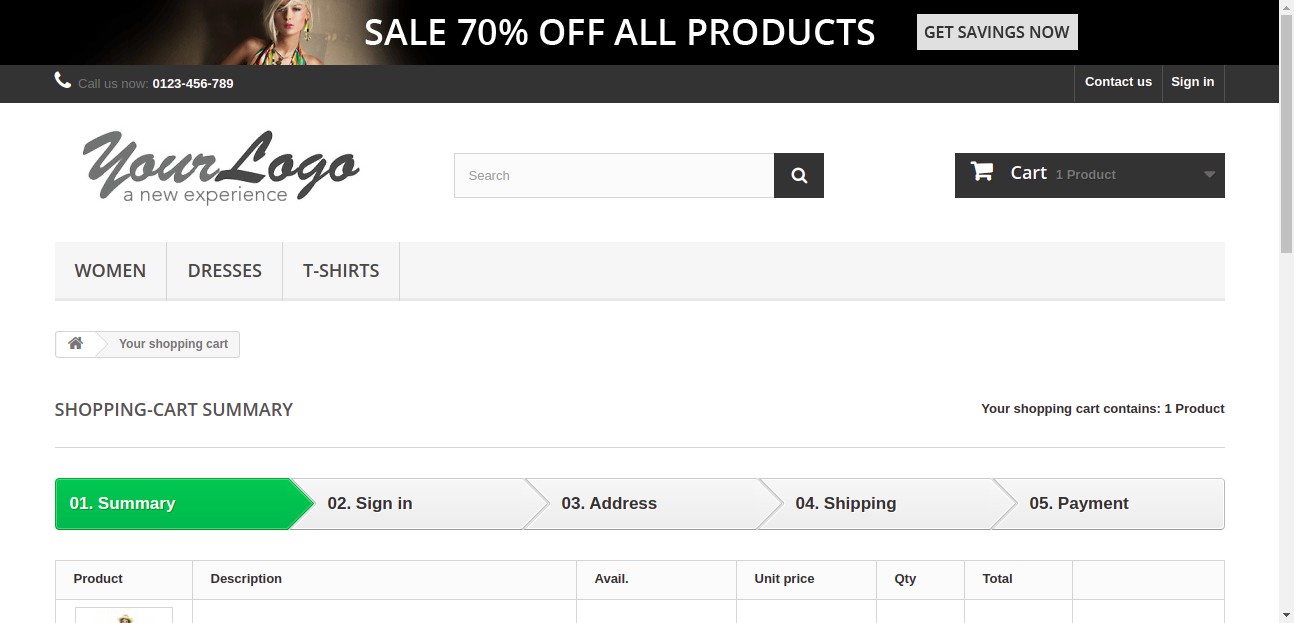 SALE 70% OFF ALL PRODUCTS GET SAVINGS NOW
Call us now: 0123-456-789 Contact us Sign in
Your Logo
a new experience
Search
Cart 1 Product
WOMEN DRESSES T-SHIRTS
Your shopping cart
SHOPPING-CART SUMMARY Your shopping cart contains: 1 Product
01. Summary 02. Sign in 03. Address 04. Shipping 05. Payment
Product Description Avail. Unit price Qty Total